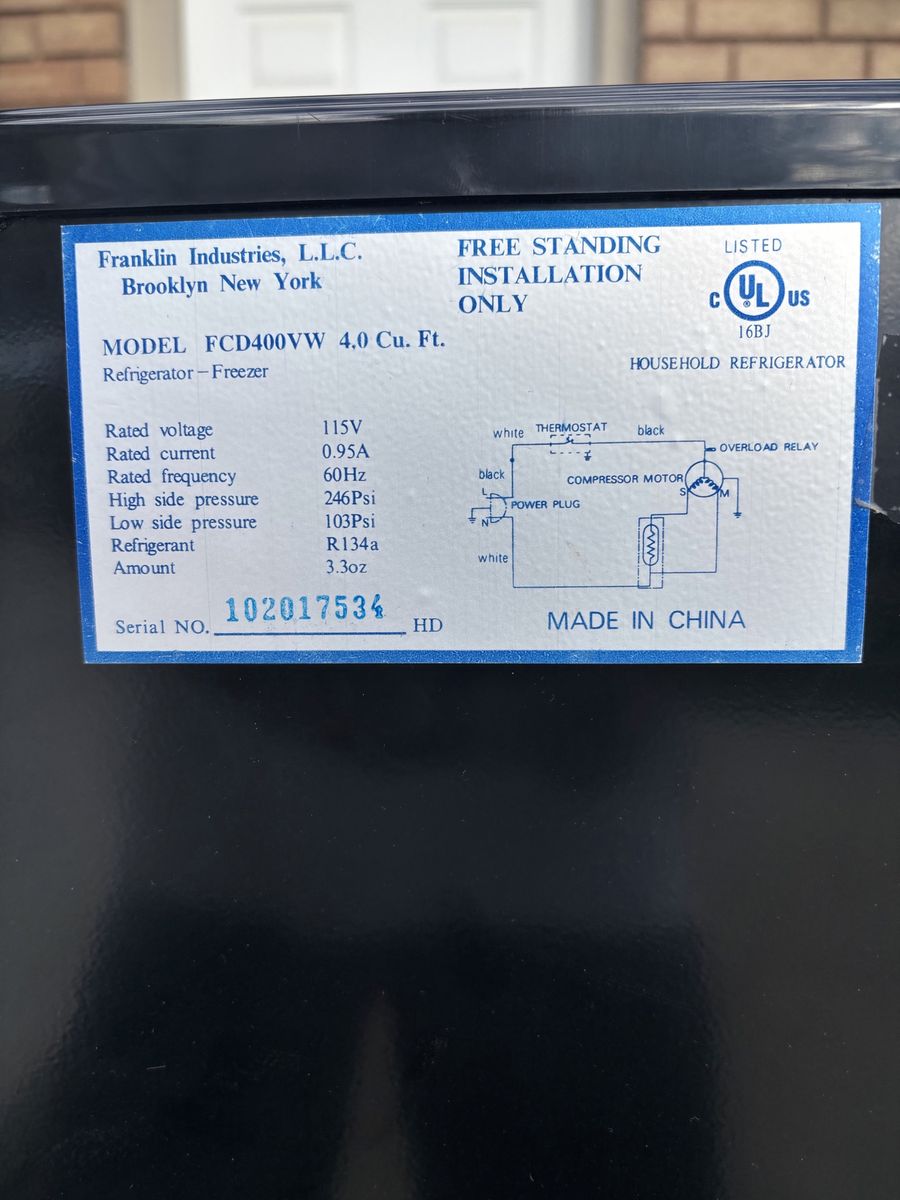 Franklin Industries, L.L.C.
Brooklyn New York
FREE STANDING
INSTALLATION
ONLY
LISTED
C UL ® US
16BJ
MODEL FCD400VW 4.0 Cu. Ft.
Refrigerator–Freezer
HOUSEHOLD REFRIGERATOR
Rated voltage 115V
Rated current 0.95A
Rated frequency 60Hz
High side pressure 246Psi
Low side pressure 103Psi
Refrigerant R134a
Amount 3.3oz
Serial NO. 102017534 HD
white THERMOSTAT black
OVERLOAD RELAY
black
COMPRESSOR MOTOR
S M
L
POWER PLUG
N
white
MADE IN CHINA